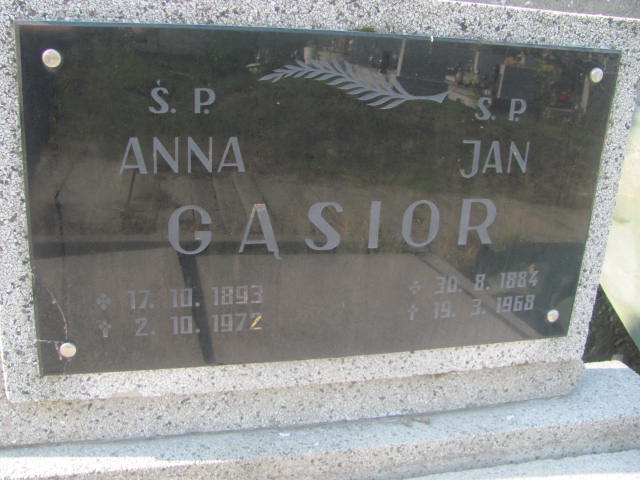 Ś. P. S. P.
ANNA JAN
GĄSIOR
17. 10. 1893 30. 8. 1884
† 2. 10. 1972 † 19. 3. 1968